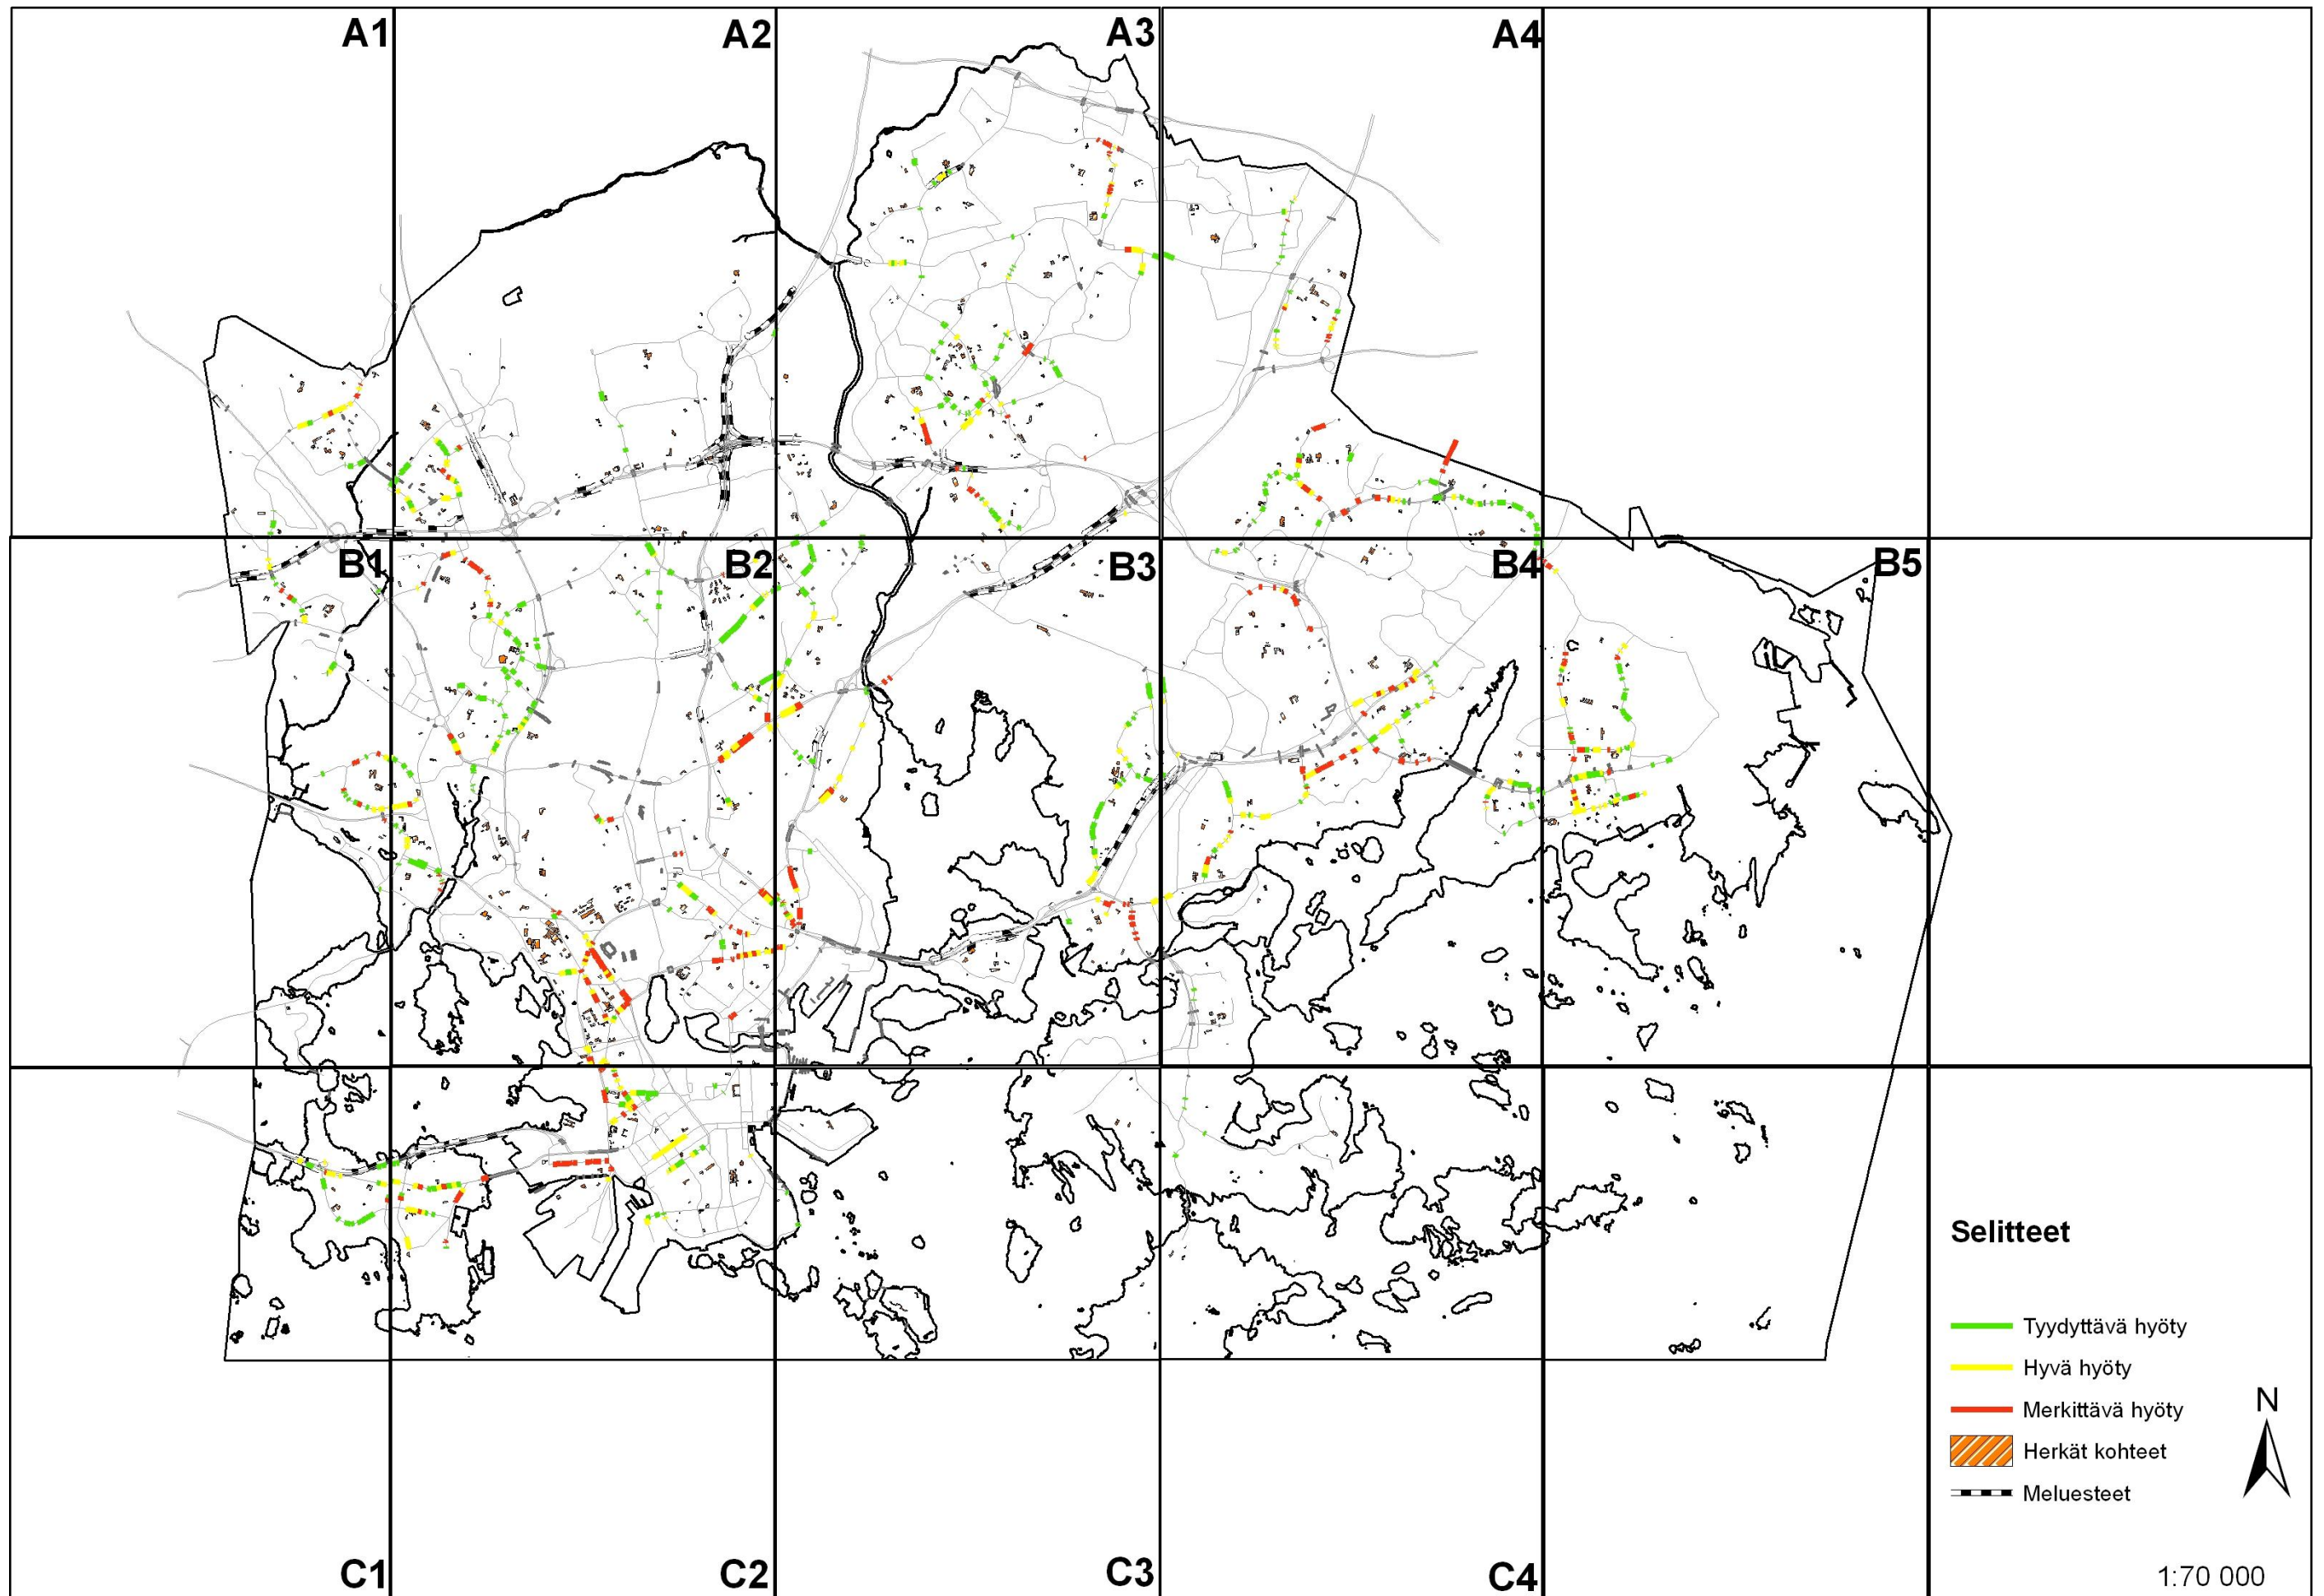 A1
A2
A3
A4
B1
B2
B3
B4
B5
Selitteet
Tyydyttävä hyöty
Hyvä hyöty
Merkittävä hyöty
Herkät kohteet
Meluesteet
N
C1
C2
C3
C4
1:70 000